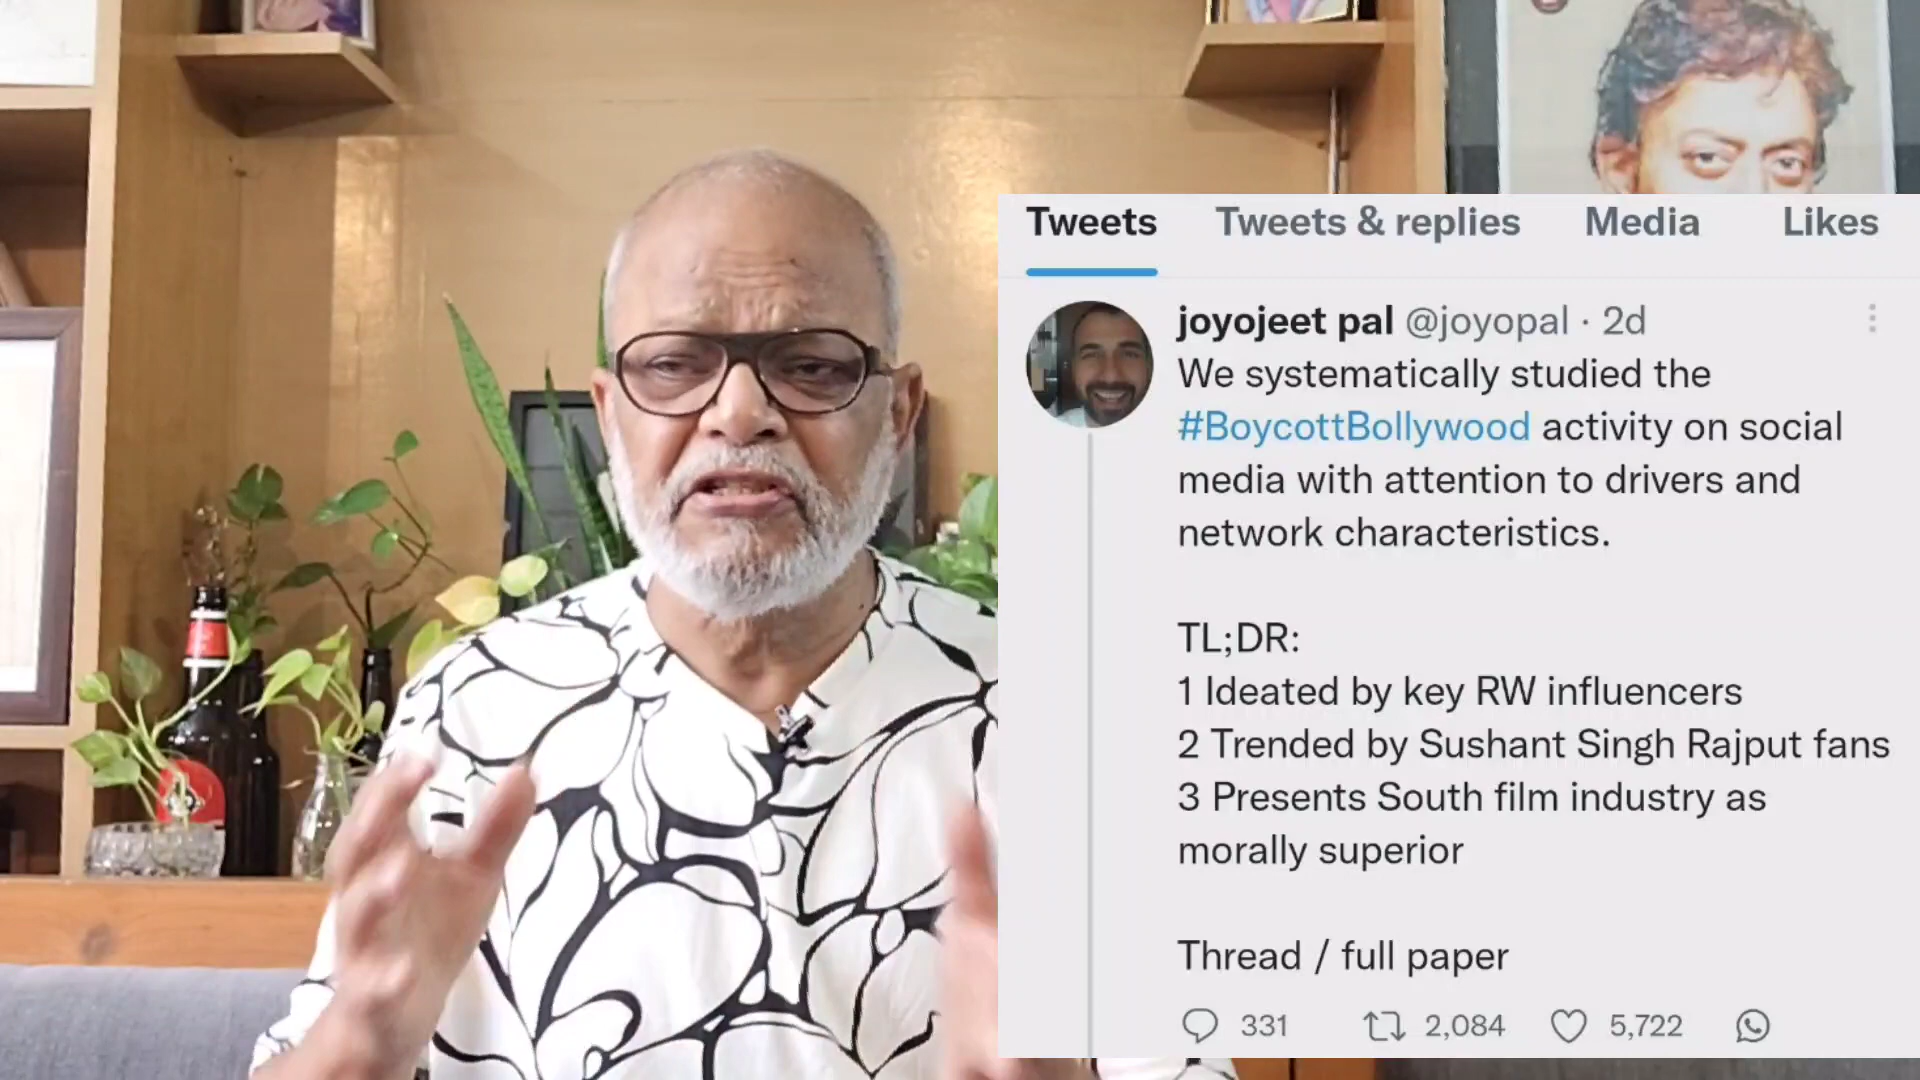 Tweets Tweets & replies Media Likes
joyojeet pal @joyopal · 2d
We systematically studied the
#BoycottBollywood activity on social
media with attention to drivers and
network characteristics.
TL;DR:
1 Ideated by key RW influencers
2 Trended by Sushant Singh Rajput fans
3 Presents South film industry as
morally superior
Thread / full paper
331 2,084 5,722